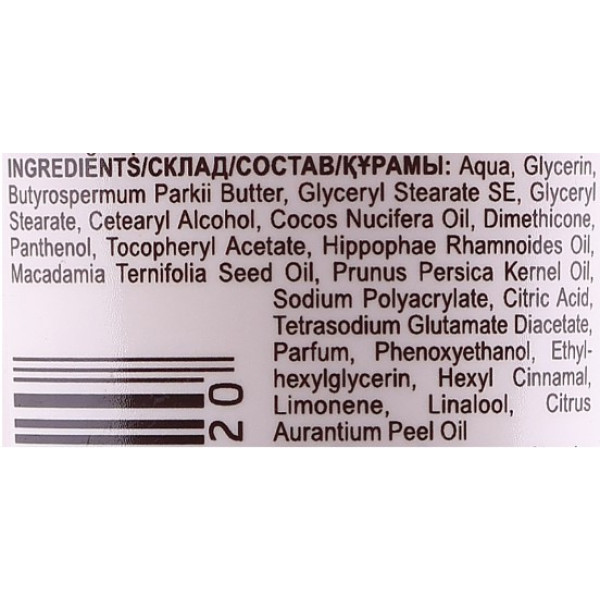 INGREDIENTS/СКЛАД/СОСТАВ/ҚҰРАМЫ: Aqua, Glycerin,
Butyrospermum Parkii Butter, Glyceryl Stearate SE, Glyceryl
Stearate, Cetearyl Alcohol, Cocos Nucifera Oil, Dimethicone,
Panthenol, Tocopheryl Acetate, Hippophae Rhamnoides Oil,
Macadamia Ternifolia Seed Oil, Prunus Persica Kernel Oil,
Sodium Polyacrylate, Citric Acid,
Tetrasodium Glutamate Diacetate,
Parfum, Phenoxyethanol, Ethyl-
hexylglycerin, Hexyl Cinnamal,
Limonene, Linalool, Citrus
Aurantium Peel Oil
20